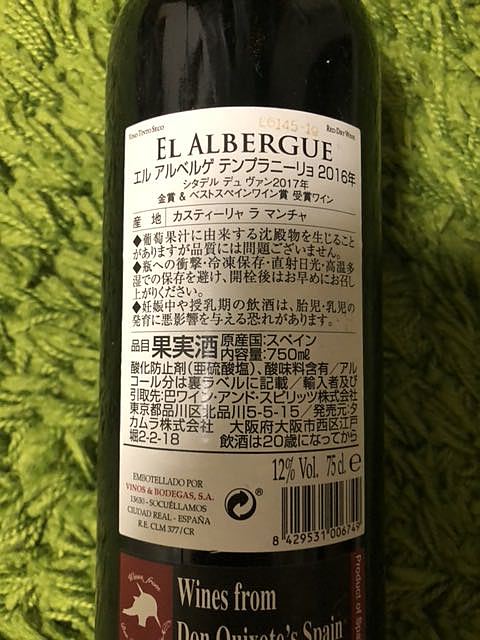 L6145-19
VINO TINTO SECO
RED DRY WINE
EL ALBERGUE
エル アルベルゲ テンプラニーリョ 2016年
シタデル デュ ヴァン2017年
金賞 & ベストスペインワイン賞 受賞ワイン
産 地 カスティーリャ ラ マンチャ
◆葡萄果汁に由来する沈殿物を生じること
がありますが品質には問題ございません。
◆瓶への衝撃・冷凍保存・直射日光・高温多
湿での保存を避け、開栓後はお早めにお召し
上がりください。
◆妊娠中や授乳期の飲酒は、胎児・乳児の
発育に悪影響を与える恐れがあります。
品目 果実酒 原産国:スペイン
内容量:750㎖
酸化防止剤(亜硫酸塩)、酸味料含有/アル
コール分は裏ラベルに記載/輸入者及び
引取先:巴ワイン・アンド・スピリッツ株式会社
東京都品川区北品川5-5-15/発売元:タ
カムラ株式会社 大阪府大阪市西区江戸
堀2-2-18 飲酒は20歳になってから
12% Vol. 75 cl. e
EMBOTELLADO POR
VINOS & BODEGAS, S.A.
13630 - SOCUÉLLAMOS
CIUDAD REAL - ESPAÑA
R.E. CLM 377/CR
®
8 429531 006749
Wines from
Wines from
Don Quixote's Spain
Product of Spain